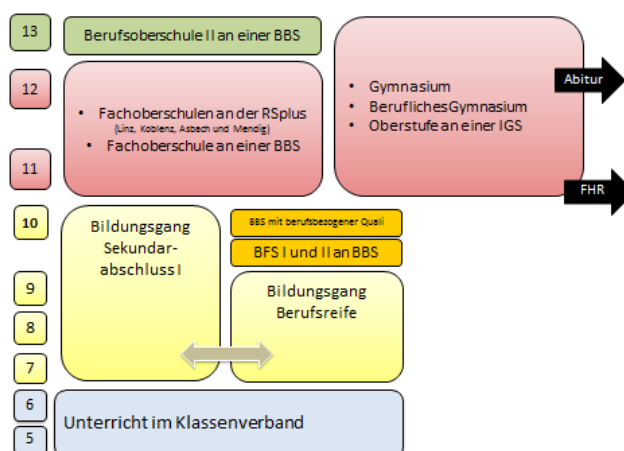 13
Berufsoberschule II an einer BBS
12
• Fachoberschulen an der RSplus
(Linz, Koblenz, Asbach und Mendig)
• Fachoberschule an einer BBS
11
• Gymnasium
• Berufliches Gymnasium
• Oberstufe an einer IGS
Abitur
FHR
10
Bildungsgang
Sekundar-
abschluss I
BBS mit berufsbezogener Quali
BFS I und II an BBS
9
Bildungsgang
Berufsreife
8
7
6
Unterricht im Klassenverband
5